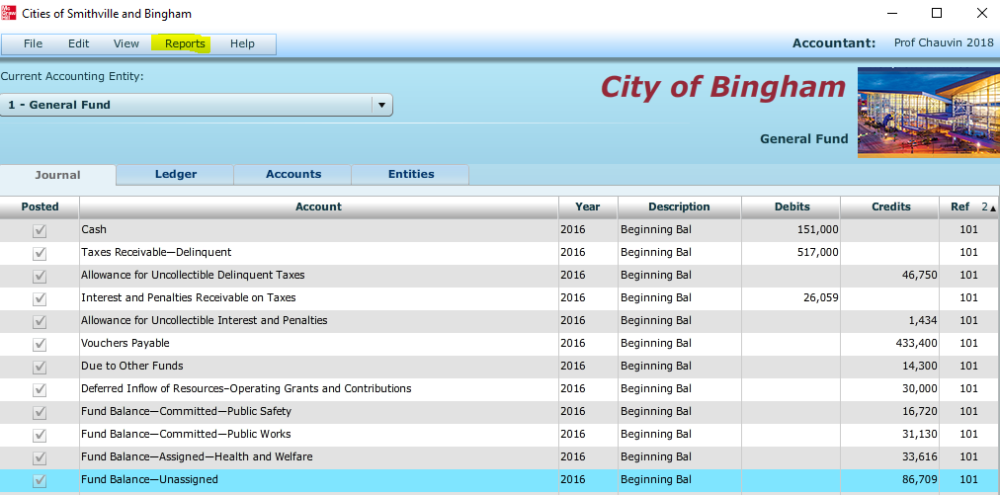 Mc Graw Hill Cities of Smithville and Bingham
File Edit View Reports Help Accountant: Prof Chauvin 2018
Current Accounting Entity:
City of Bingham
1 - General Fund
General Fund
Journal Ledger Accounts Entities
Posted Account Year Description Debits Credits Ref 2
Cash 2016 Beginning Bal 151,000 101
Taxes Receivable—Delinquent 2016 Beginning Bal 517,000 101
Allowance for Uncollectible Delinquent Taxes 2016 Beginning Bal 46,750 101
Interest and Penalties Receivable on Taxes 2016 Beginning Bal 26,059 101
Allowance for Uncollectible Interest and Penalties 2016 Beginning Bal 1,434 101
Vouchers Payable 2016 Beginning Bal 433,400 101
Due to Other Funds 2016 Beginning Bal 14,300 101
Deferred Inflow of Resources–Operating Grants and Contributions 2016 Beginning Bal 30,000 101
Fund Balance—Committed—Public Safety 2016 Beginning Bal 16,720 101
Fund Balance—Committed—Public Works 2016 Beginning Bal 31,130 101
Fund Balance—Assigned—Health and Welfare 2016 Beginning Bal 33,616 101
Fund Balance—Unassigned 2016 Beginning Bal 86,709 101